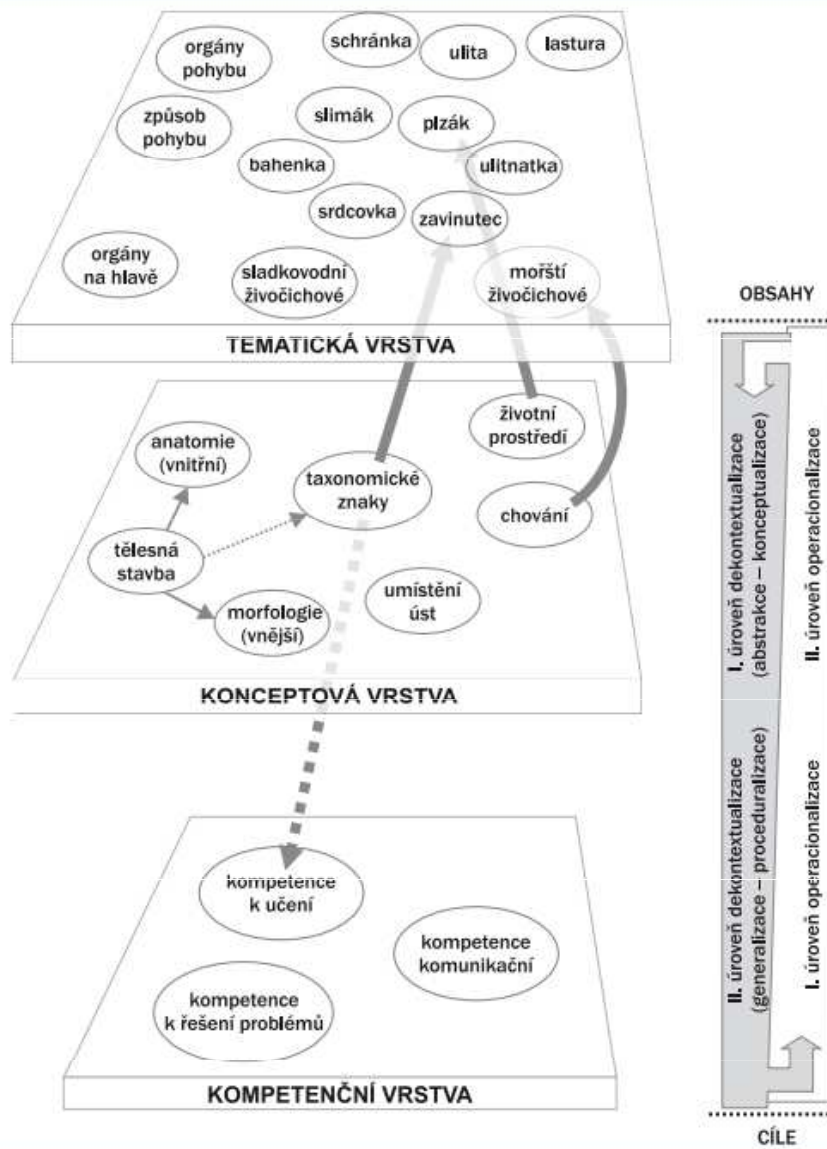 orgány
pohybu
schránka
ulita
lastura
způsob
pohybu
slimák
plzák
bahenka
ulitnatka
srdcovka
zavinutec
orgány
na hlavě
sladkovodní
živočichové
mořští
živočichové
TEMATICKÁ VRSTVA
anatomie
(vnitřní)
taxonomické
znaky
životní
prostředí
chování
tělesná
stavba
morfologie
(vnější)
umístění
úst
KONCEPTOVÁ VRSTVA
kompetence
k učení
kompetence
komunikační
kompetence
k řešení problémů
KOMPETENČNÍ VRSTVA
OBSAHY
I. úroveň dekontextualizace
(abstrakce – konceptualizace)
II. úroveň operacionalizace
II. úroveň dekontextualizace
(generalizace – proceduralizace)
I. úroveň operacionalizace
CÍLE